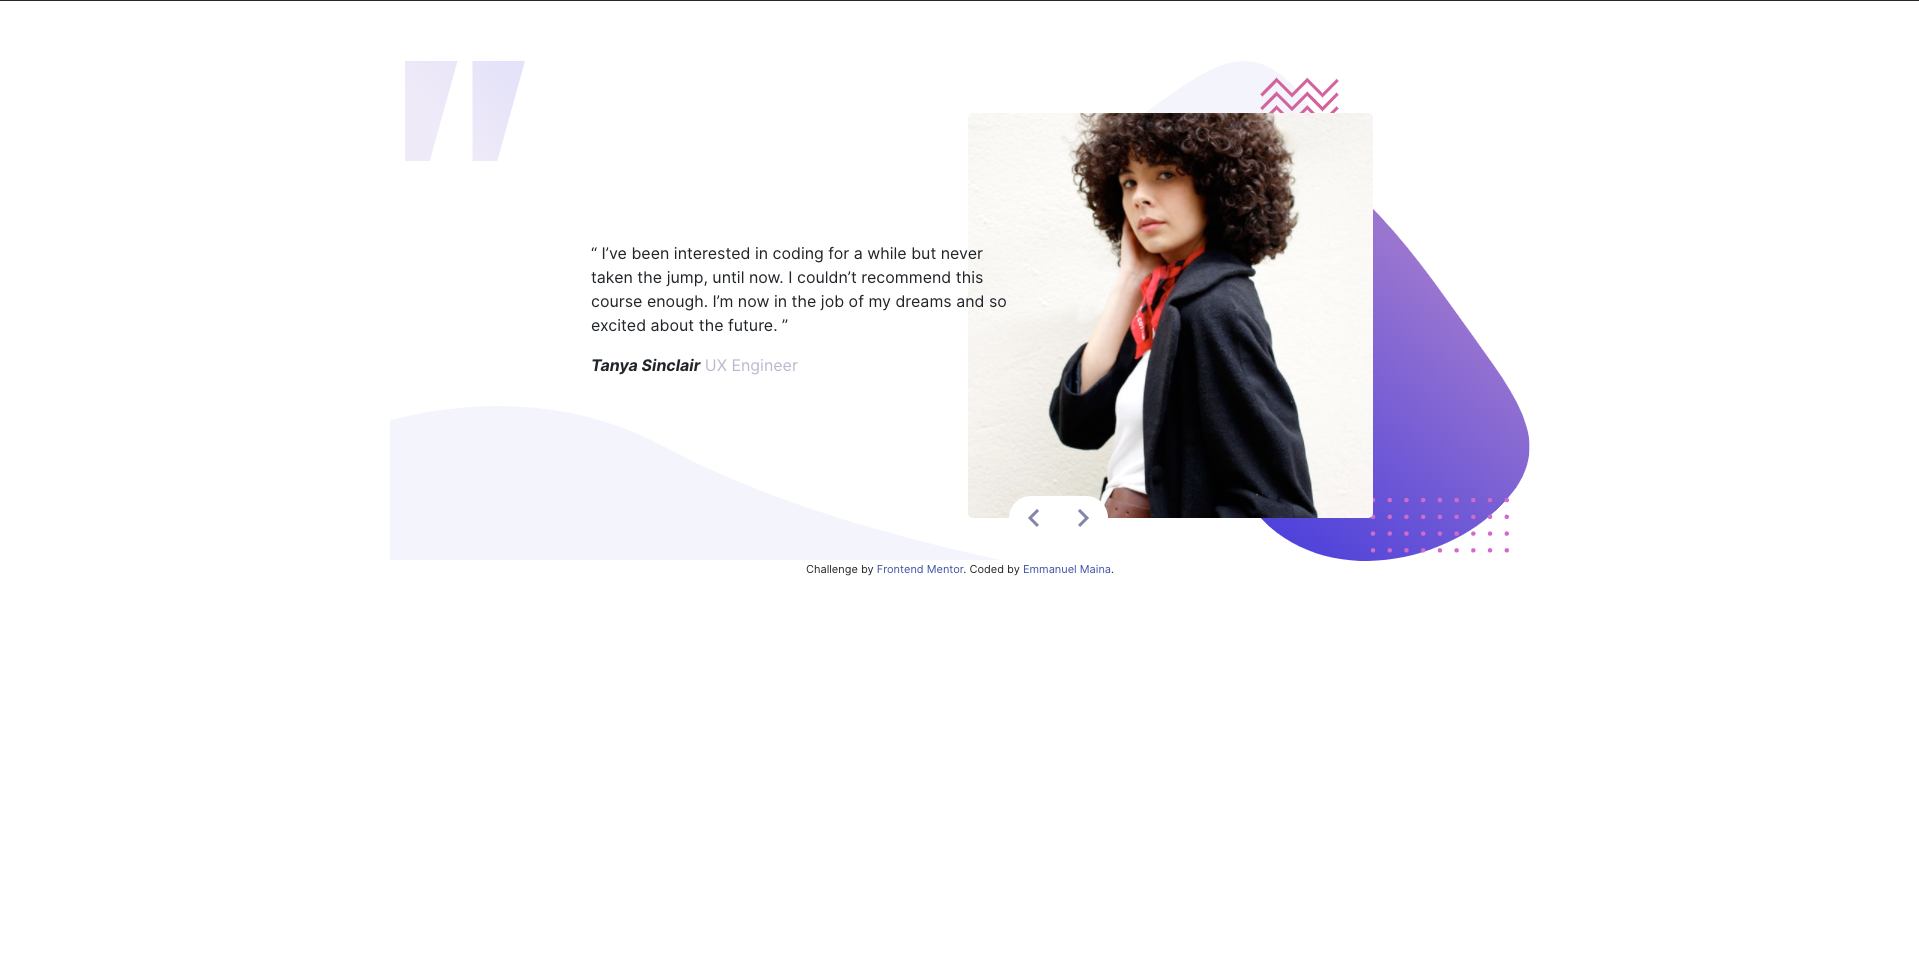 “ I’ve been interested in coding for a while but never
taken the jump, until now. I couldn’t recommend this
course enough. I’m now in the job of my dreams and so
excited about the future. ”
Tanya Sinclair UX Engineer
Challenge by Frontend Mentor. Coded by Emmanuel Maina.